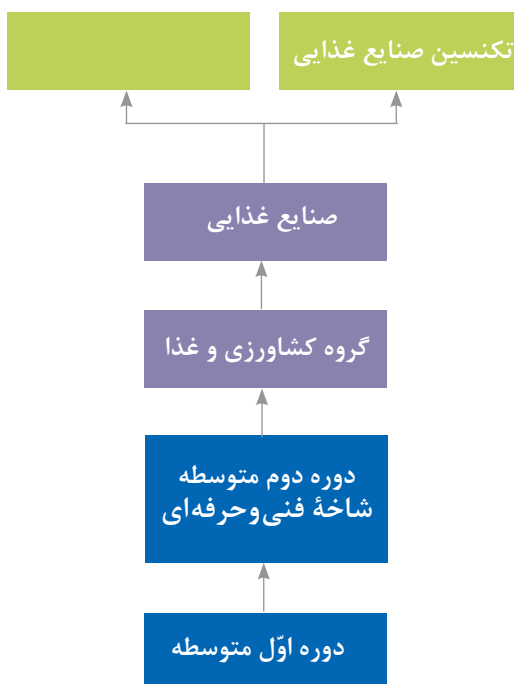 تکنسین صنایع غذایی
صنایع غذایی
گروه کشاورزی و غذا
دوره دوم متوسطه
شاخهٔ فنی‌وحرفه‌ای
دوره اوّل متوسطه